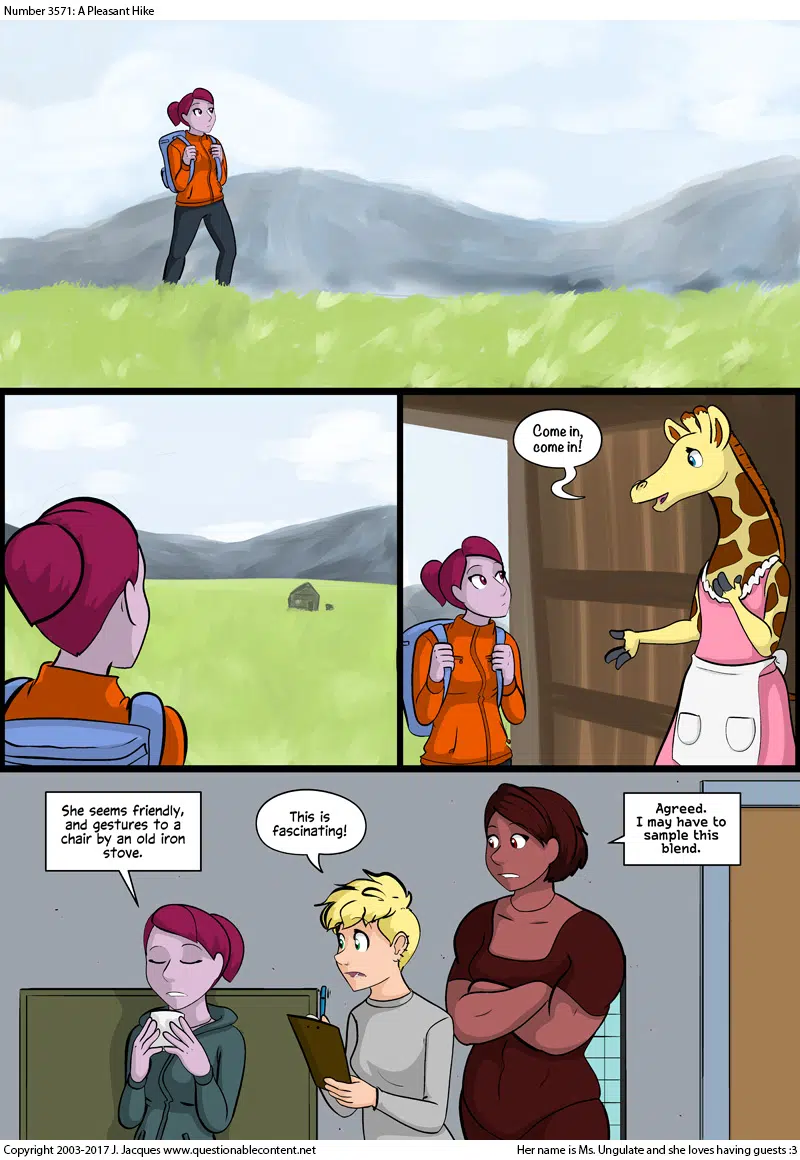 Number 3571: A Pleasant Hike
Come in,
come in!
She seems friendly,
and gestures to a
chair by an old iron
stove.
This is
fascinating!
Agreed.
I may have to
sample this
blend.
Copyright 2003-2017 J. Jacques www.questionablecontent.net
Her name is Ms. Ungulate and she loves having guests :3